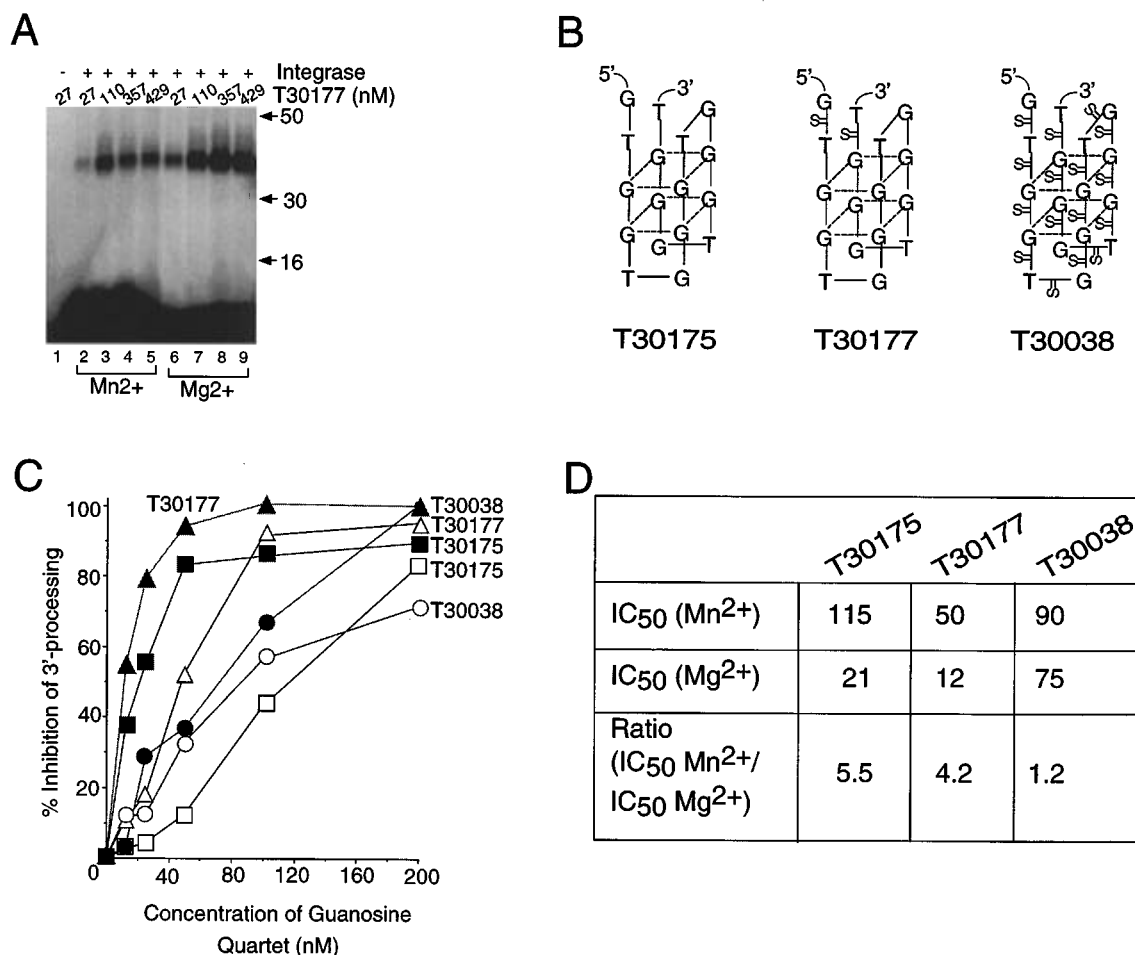 A
- + + + + + + + + Integrase
27 27 110 357 429 27 110 357 429 T30177 (nM)
50
30
16
1 2 3 4 5 6 7 8 9
Mn2+ Mg2+
B
5' 3' 5' 3' 5' 3'
G T G
T T
G G
G G
G G
G G T
T G
T30175
G T G
S S
T T
G G
G G
G G
G G T
T G
T30177
G T S G
S S
T T
S G S G
G S G S
S G S G
G S G S
G S T
T S G
T30038
C
% Inhibition of 3'-processing
100
80
60
40
20
0 40 80 120 160 200
T30177
T30038
T30177
T30175
T30175
T30038
Concentration of Guanosine
Quartet (nM)
D
T30175 T30177 T30038
IC50 (Mn2+) 115 50 90
IC50 (Mg2+) 21 12 75
Ratio
(IC50 Mn2+/
IC50 Mg2+) 5.5 4.2 1.2